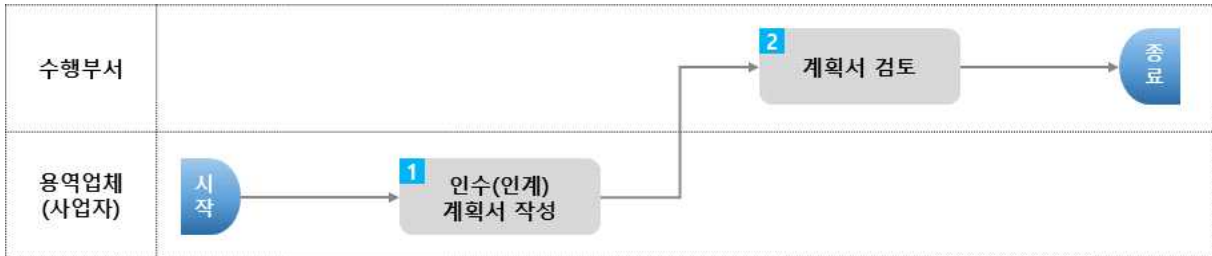 수행부서
2
계획서 검토
종
료
용역업체
(사업자)
시
작
1
인수(인계)
계획서 작성